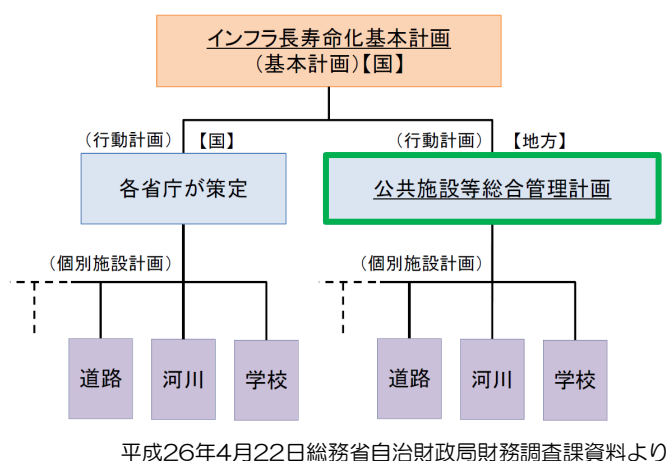 インフラ長寿命化基本計画
(基本計画)【国】
(行動計画) 【国】
(行動計画) 【地方】
各省庁が策定
公共施設等総合管理計画
(個別施設計画)
(個別施設計画)
道路
河川
学校
道路
河川
学校
平成26年4月22日総務省自治財政局財務調査課資料より